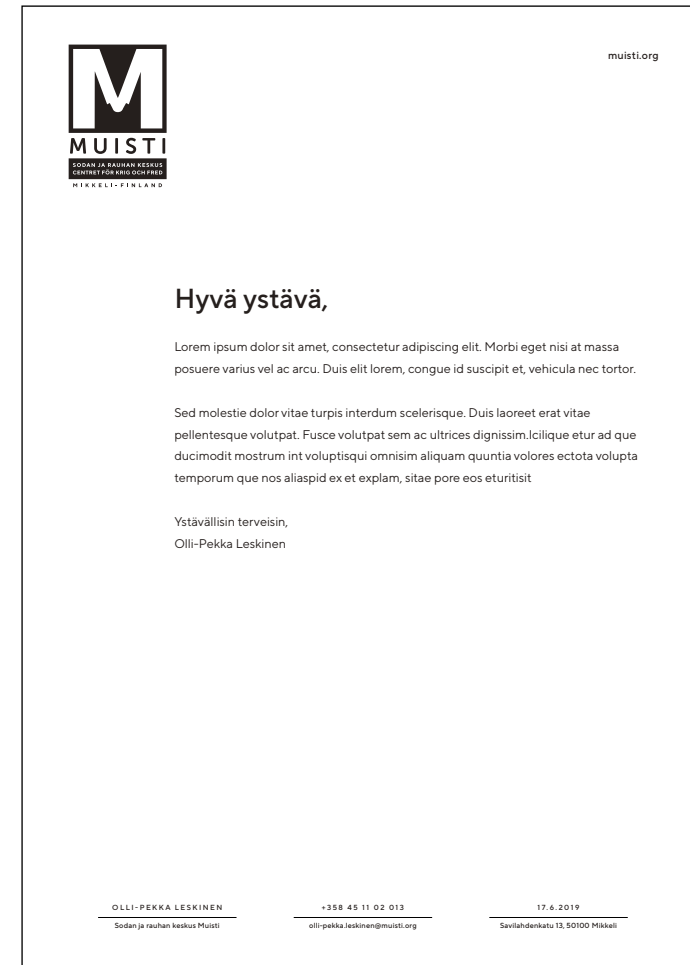 muisti.org
M
MUISTI
SODAN JA RAUHAN KESKUS
CENTRET FÖR KRIG OCH FRED
MIKKELI•FINLAND
Hyvä ystävä,
Lorem ipsum dolor sit amet, consectetur adipiscing elit. Morbi eget nisi at massa
posuere varius vel ac arcu. Duis elit lorem, congue id suscipit et, vehicula nec tortor.
Sed molestie dolor vitae turpis interdum scelerisque. Duis laoreet erat vitae
pellentesque volutpat. Fusce volutpat sem ac ultrices dignissim.Icilique etur ad que
ducimodit mostrum int voluptisqui omnisim aliquam quuntia volores ectota volupta
temporum que nos aliaspid ex et explam, sitae pore eos eturitisit
Ystävällisin terveisin,
Olli-Pekka Leskinen
OLLI-PEKKA LESKINEN
Sodan ja rauhan keskus Muisti
+358 45 11 02 013
olli-pekka.leskinen@muisti.org
17.6.2019
Savilahdenkatu 13, 50100 Mikkeli